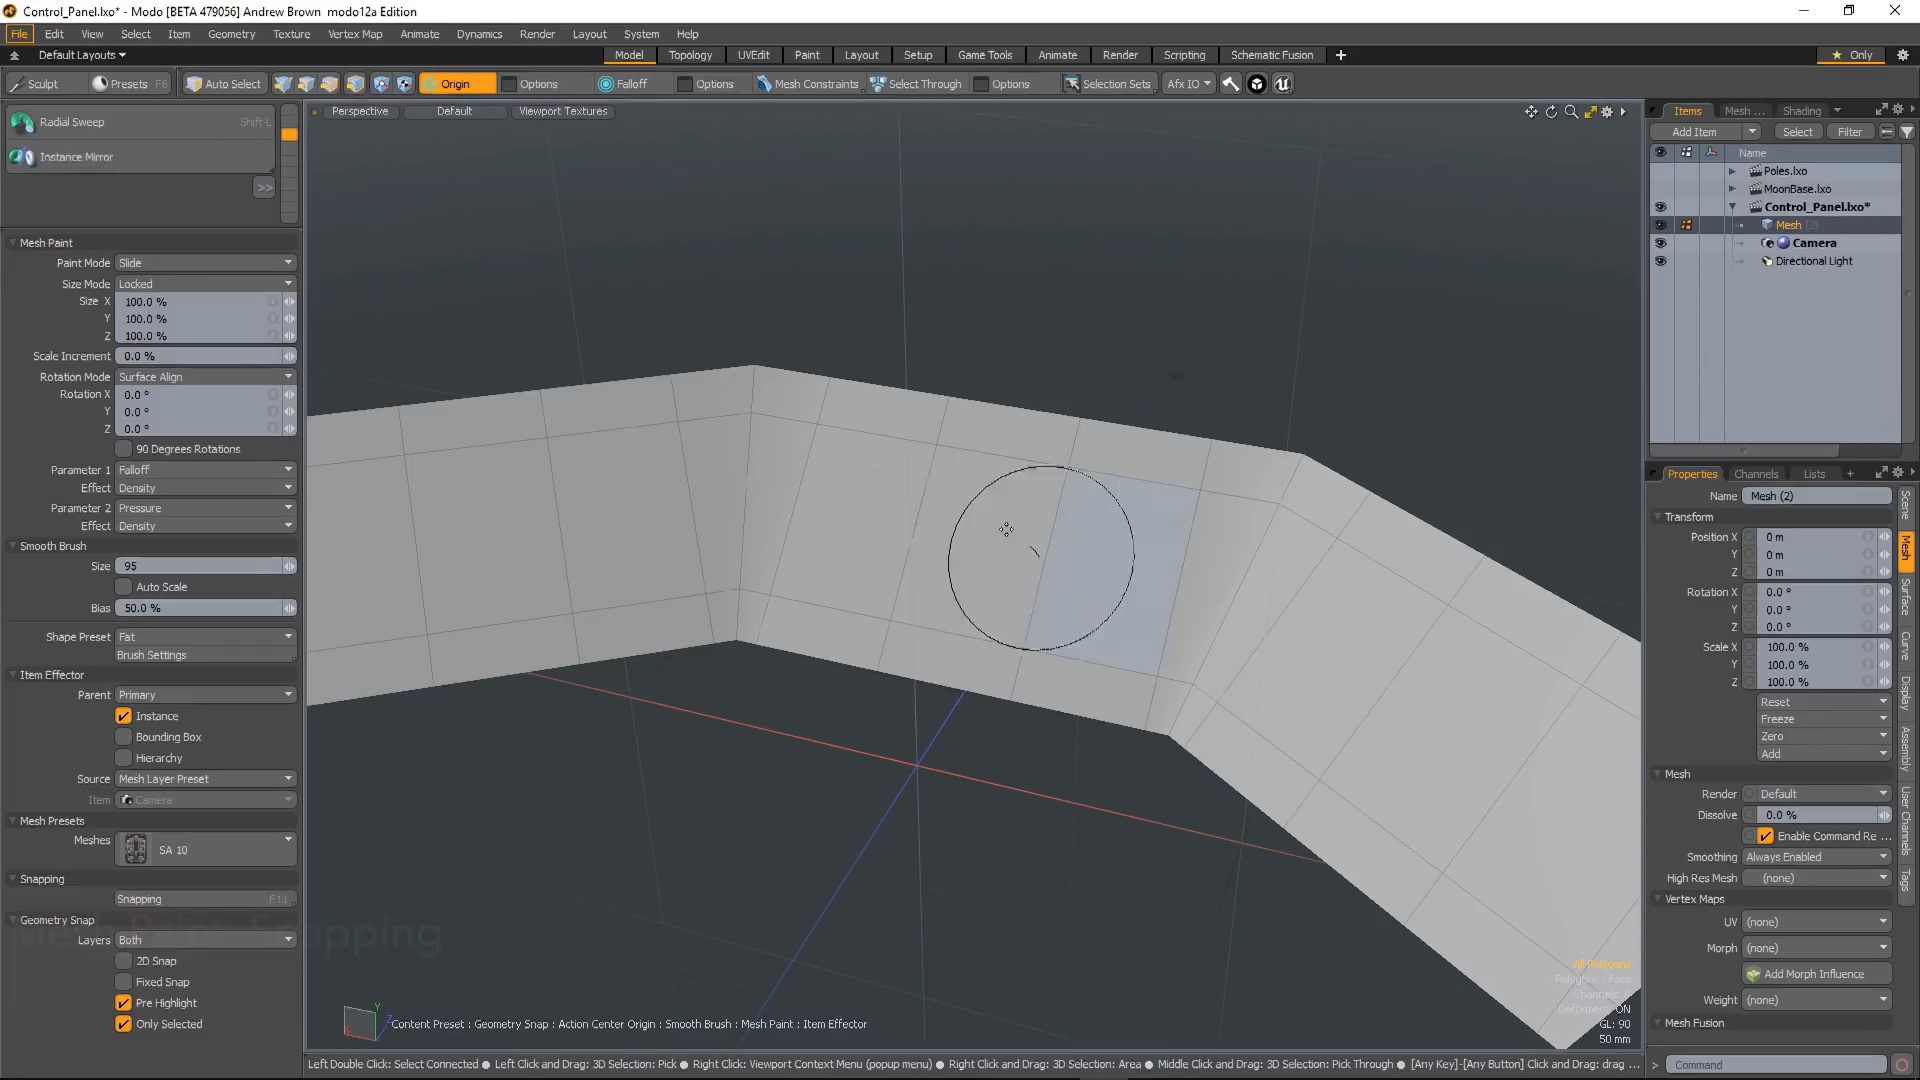 Control_Panel.lxo* - Modo [BETA 479056] Andrew Brown modo12a Edition
File Edit View Select Item Geometry Texture Vertex Map Animate Dynamics Render Layout System Help
Default Layouts Model Topology UVEdit Paint Layout Setup Game Tools Animate Render Scripting Schematic Fusion Only
Sculpt Presets F6 Auto Select Origin Options Falloff Options Mesh Constraints Select Through Options Selection Sets Afx IO
Radial Sweep Shift-L
Instance Mirror
>>
Perspective Default Viewport Textures
Mesh Paint
Paint Mode Slide
Size Mode Locked
Size X 100.0 %
Y 100.0 %
Z 100.0 %
Scale Increment 0.0 %
Rotation Mode Surface Align
Rotation X 0.0 °
Y 0.0 °
Z 0.0 °
90 Degrees Rotations
Parameter 1 Falloff
Effect Density
Parameter 2 Pressure
Effect Density
Smooth Brush
Size 95
Auto Scale
Bias 50.0 %
Shape Preset Fat
Brush Settings
Item Effector
Parent Primary
Instance
Bounding Box
Hierarchy
Source Mesh Layer Preset
Item Camera
Mesh Presets
Meshes SA 10
Snapping
Snapping F11
Geometry Snap
Layers Both
2D Snap
Fixed Snap
Pre Highlight
Only Selected
Content Preset : Geometry Snap : Action Center Origin : Smooth Brush : Mesh Paint : Item Effector
All Polygons
Polygons : Face
Channels: 0
Deformers: ON
GL: 90
50 mm
Left Double Click: Select Connected ● Left Click and Drag: 3D Selection: Pick ● Right Click: Viewport Context Menu (popup menu) ● Right Click and Drag: 3D Selection: Area ● Middle Click and Drag: 3D Selection: Pick Through ● [Any Key]-[Any Button] Click and Drag: drag ...
Items Mesh ... Shading
Add Item Select Filter
Name
Poles.lxo
MoonBase.lxo
Control_Panel.lxo*
Mesh (2)
Camera
Directional Light
Properties Channels Lists +
Name Mesh (2)
Transform
Position X 0 m
Y 0 m
Z 0 m
Rotation X 0.0 °
Y 0.0 °
Z 0.0 °
Scale X 100.0 %
Y 100.0 %
Z 100.0 %
Reset
Freeze
Zero
Add
Mesh
Render Default
Dissolve 0.0 %
Enable Command Re ...
Smoothing Always Enabled
High Res Mesh (none)
Vertex Maps
UV (none)
Morph (none)
Add Morph Influence
Weight (none)
Mesh Fusion
> Command
Scene
Mesh
Surface
Curve
Display
Assembly
User Channels
Tags